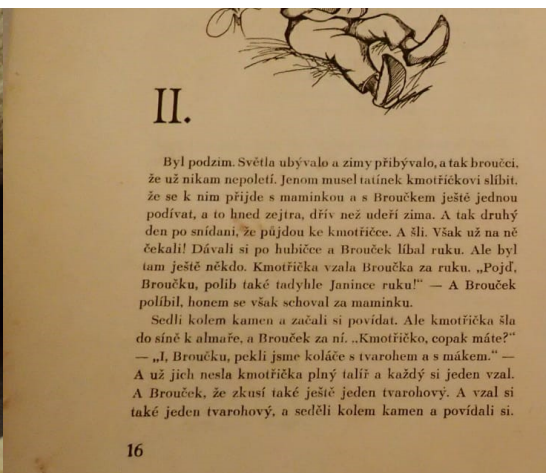 II.
Byl podzim. Světla ubývalo a zimy přibývalo, a tak broučci,
že už nikam nepoletí. Jenom musel tatínek kmotříčkovi slíbit,
že se k nim přijde s maminkou a s Broučkem ještě jednou
podívat, a to hned zejtra, dřív než udeří zima. A tak druhý
den po snídani, že půjdou ke kmotřičce. A šli. Však už na ně
čekali! Dávali si po hubičce a Brouček líbal ruku. Ale byl
tam ještě někdo. Kmotřička vzala Broučka za ruku. „Pojď,
Broučku, polib také tadyhle Janince ruku!“ — A Brouček
políbil, honem se však schoval za maminku.
Sedli kolem kamen a začali si povídat. Ale kmotřička šla
do síně k almaře, a Brouček za ní. „Kmotřičko, copak máte?“
— „I, Broučku, pekli jsme koláče s tvarohem a s mákem.“ —
A už jich nesla kmotřička plný talíř a každý si jeden vzal.
A Brouček, že zkusí také ještě jeden tvarohový. A vzal si
také jeden tvarohový, a seděli kolem kamen a povídali si.
16